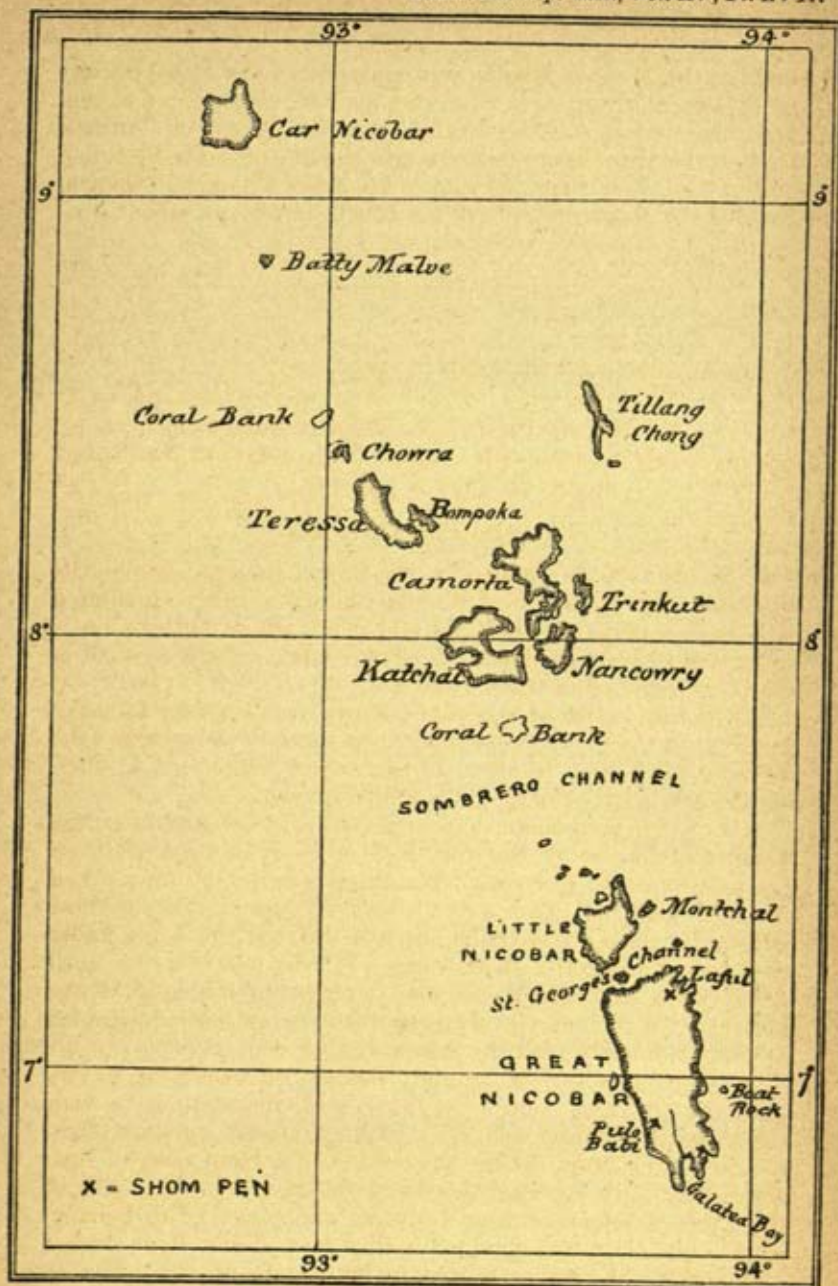 93°
94°
Car Nicobar
9°
9°
Batty Malve
Coral Bank
Tillang
Chong
Chowra
Bompoka
Teressa
Camorta
Trinkut
8°
8°
Katchal
Nancowry
Coral Bank
SOMBRERO CHANNEL
Montchal
LITTLE
NICOBAR
St. Georges Channel
Laful
7°
7°
GREAT
NICOBAR
Boat
Rock
Pulo
Babi
X = SHOM PEN
Galatea Bay
93°
94°